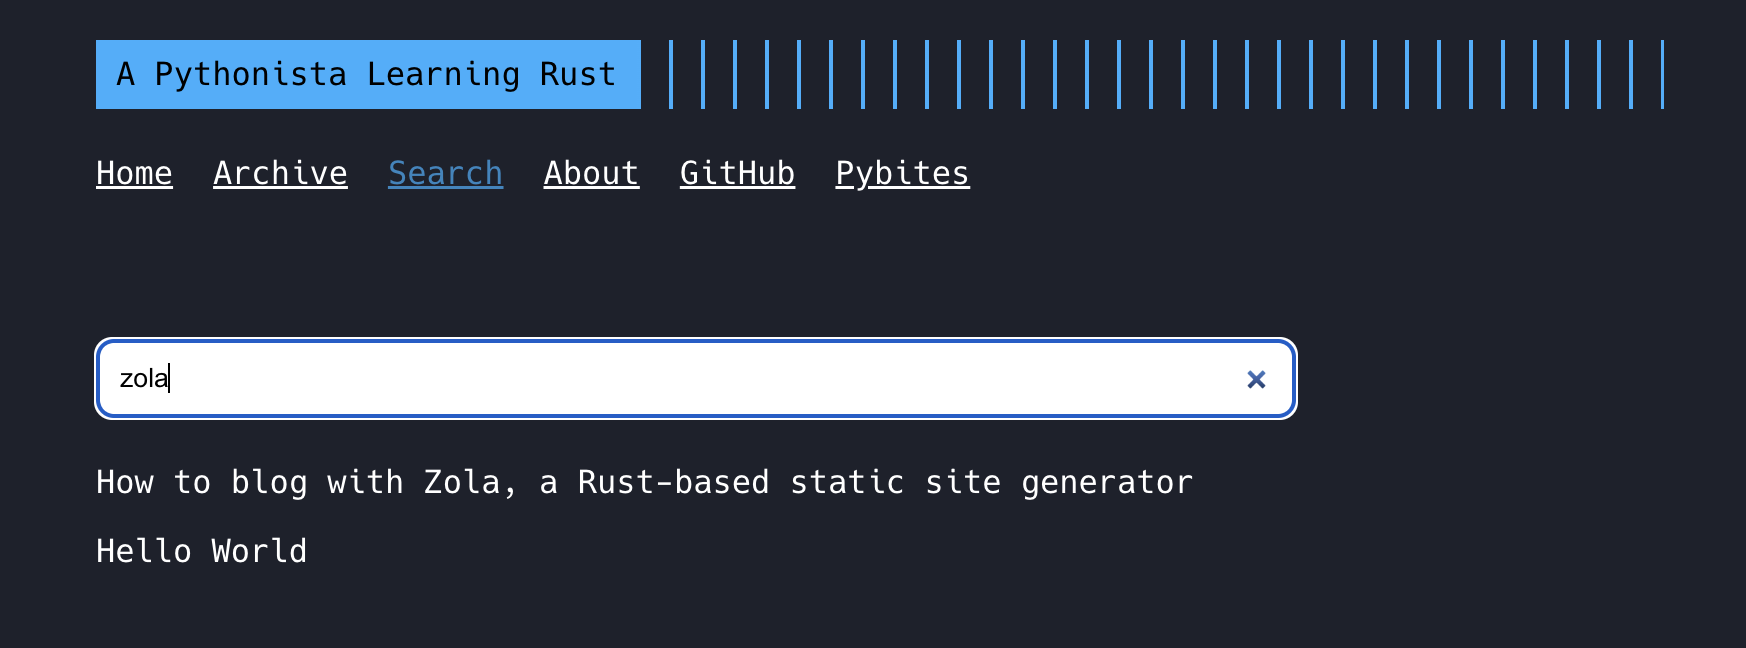 A Pythonista Learning Rust
Home Archive Search About GitHub Pybites
zola
How to blog with Zola, a Rust-based static site generator
Hello World